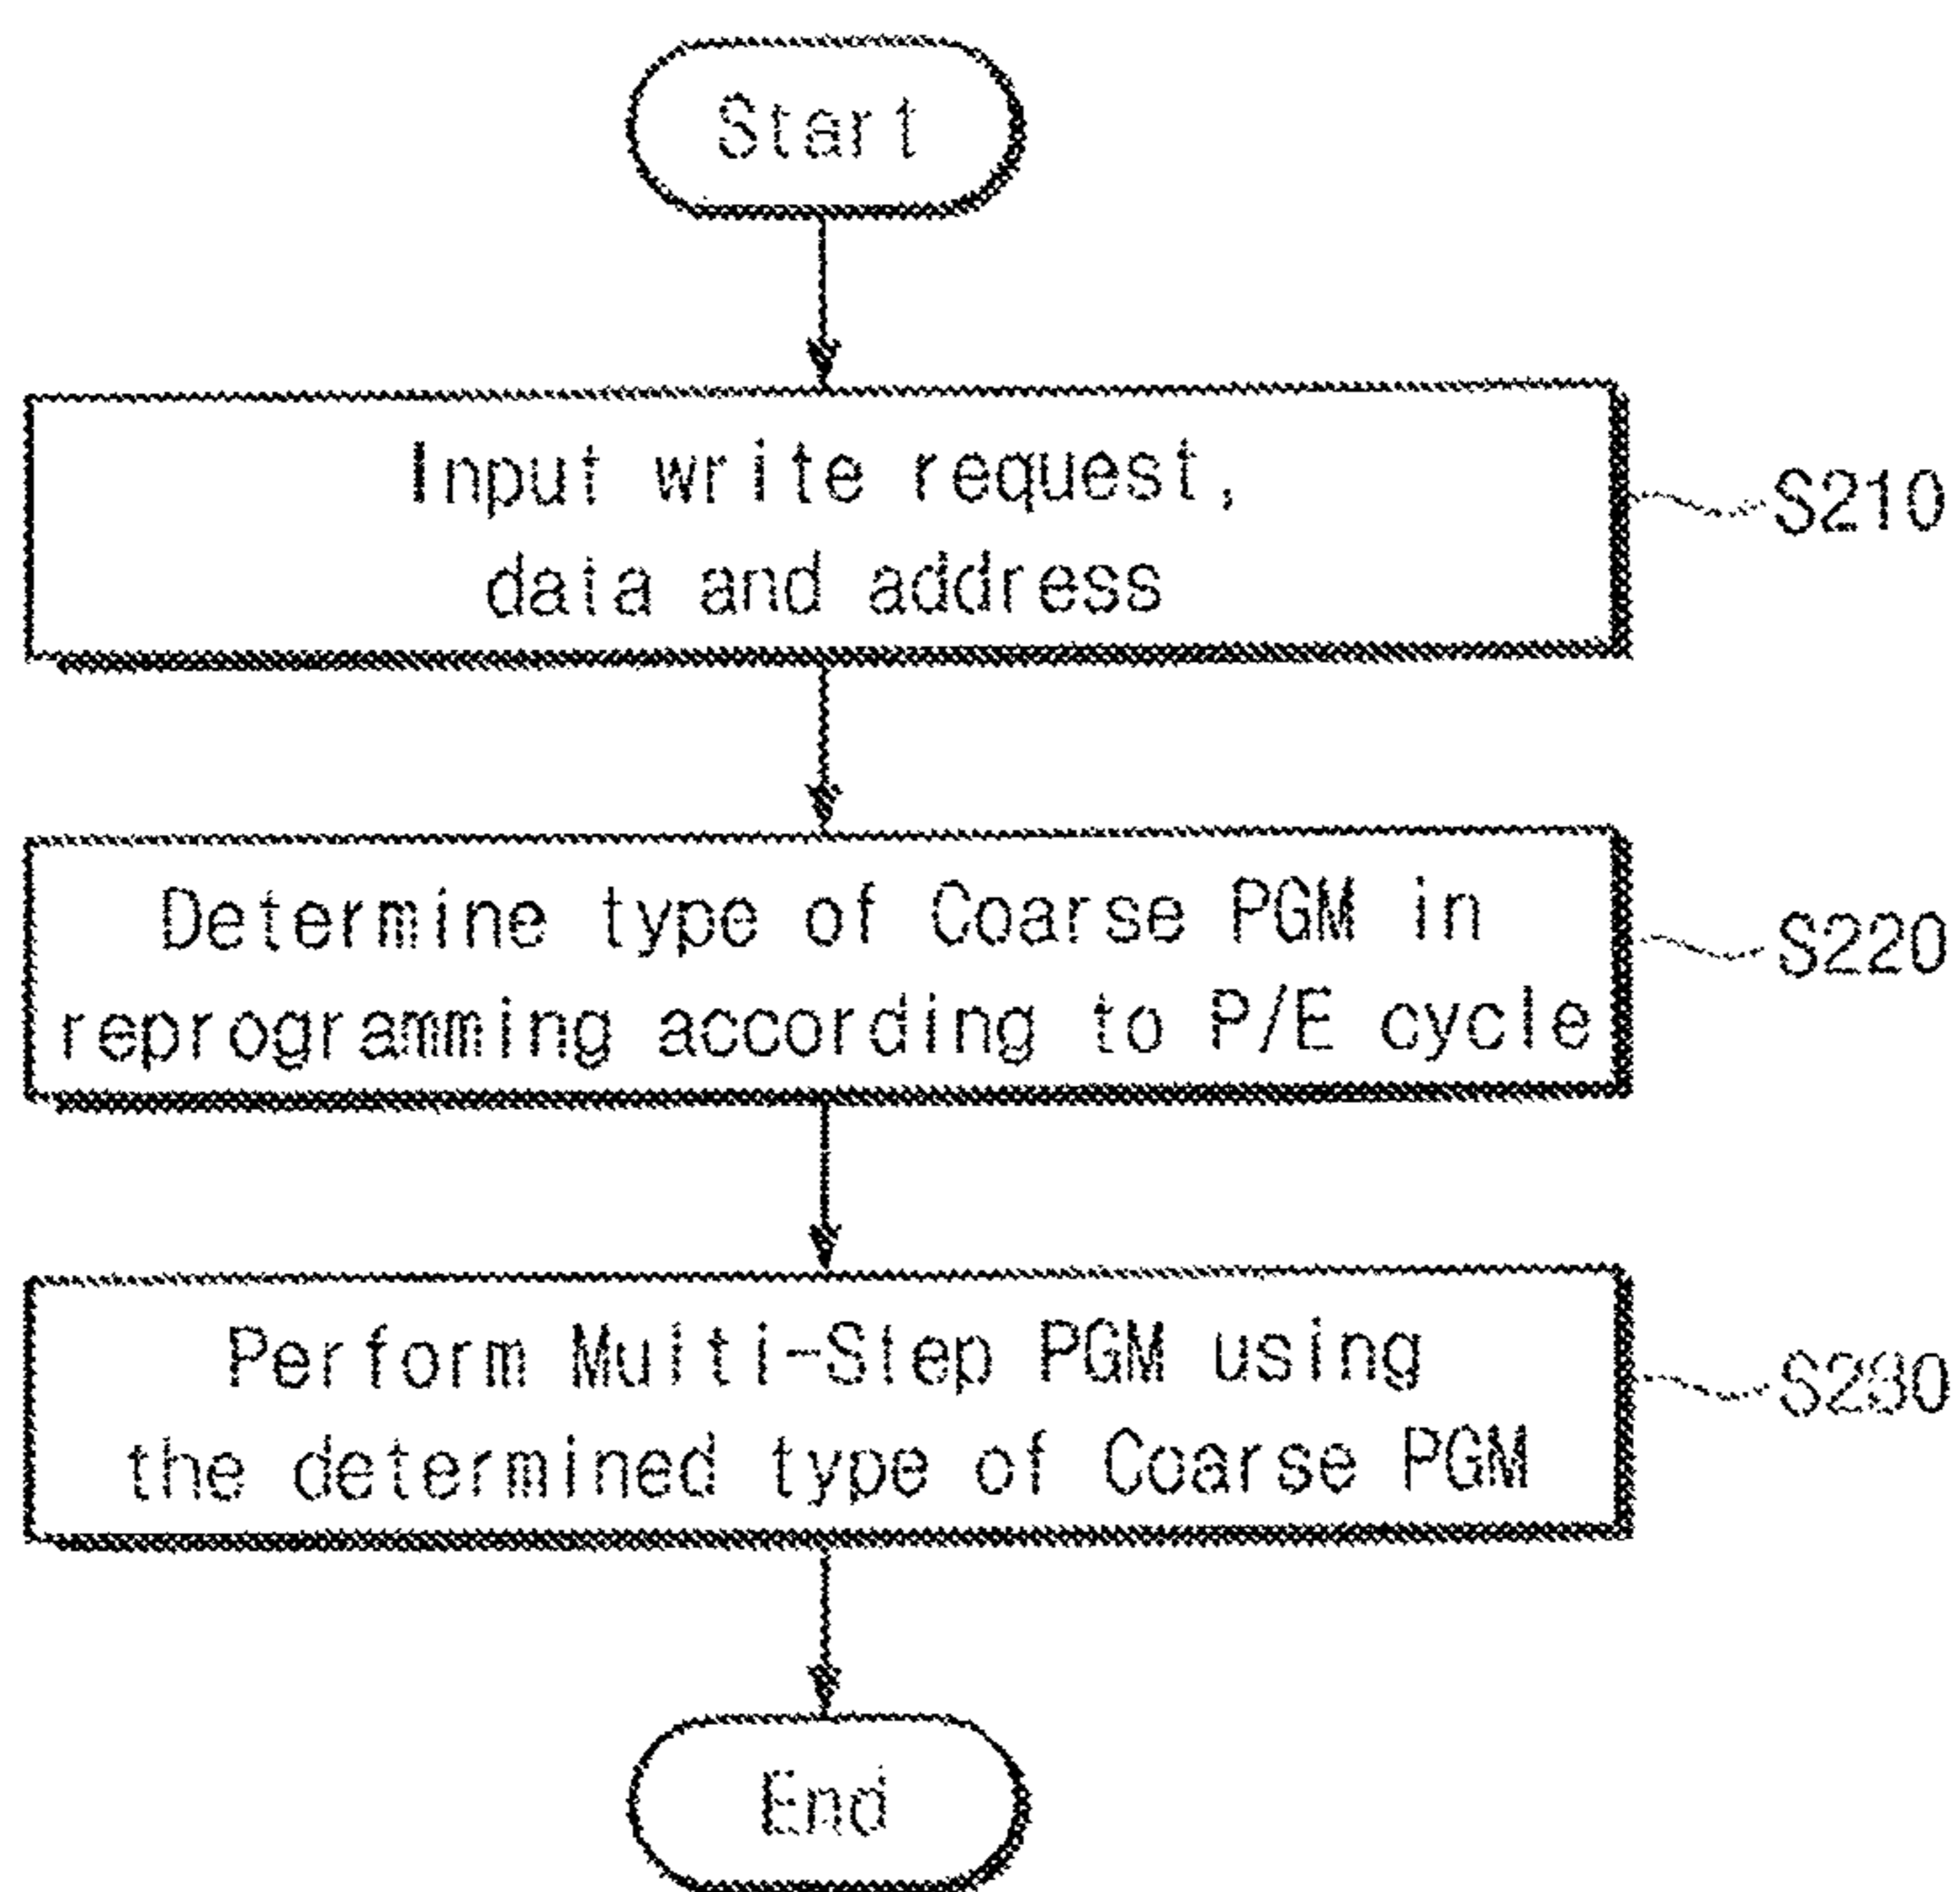 Start
Input write request,
data and address
S210
Determine type of Coarse PGM in
reprogramming according to P/E cycle
S220
Perform Multi-Step PGM using
the determined type of Coarse PGM
S230
End